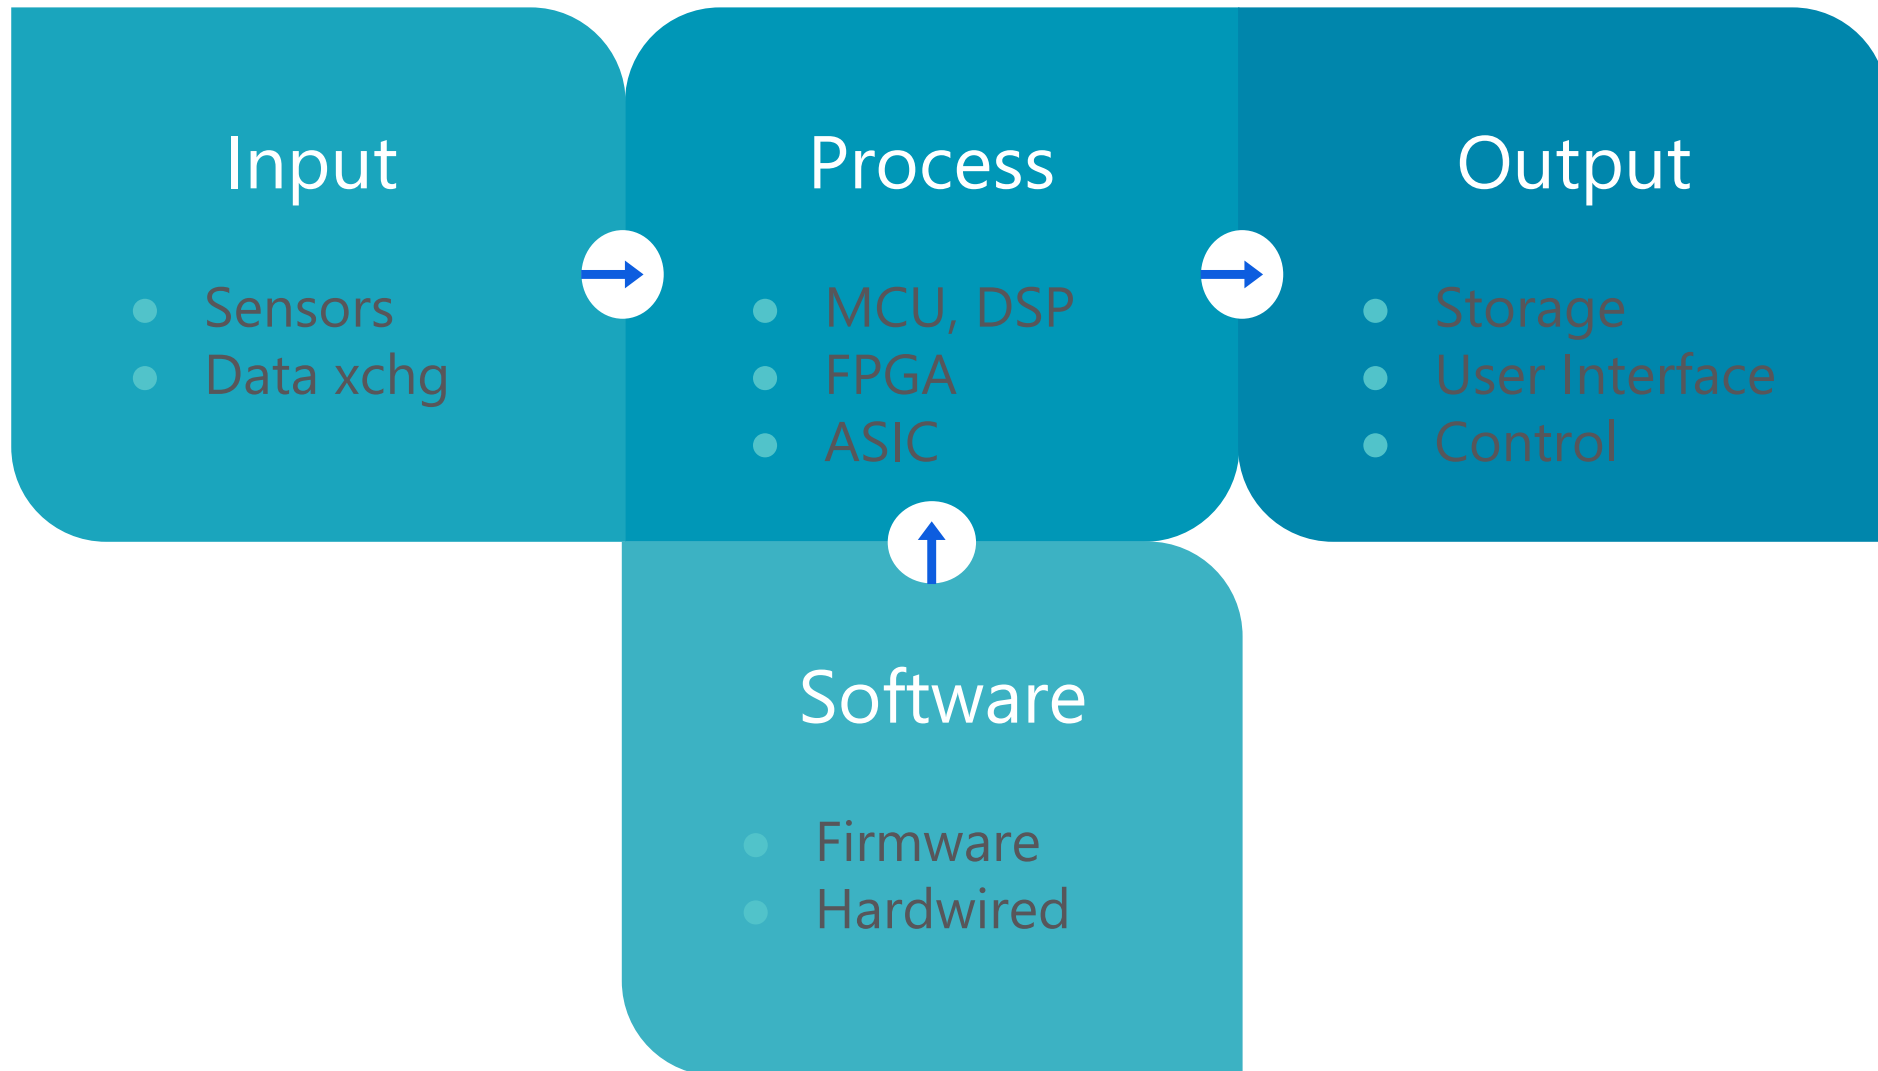 Input
Sensors
Data xchg
Process
MCU, DSP
FPGA
ASIC
Output
Storage
User Interface
Control
Software
Firmware
Hardwired